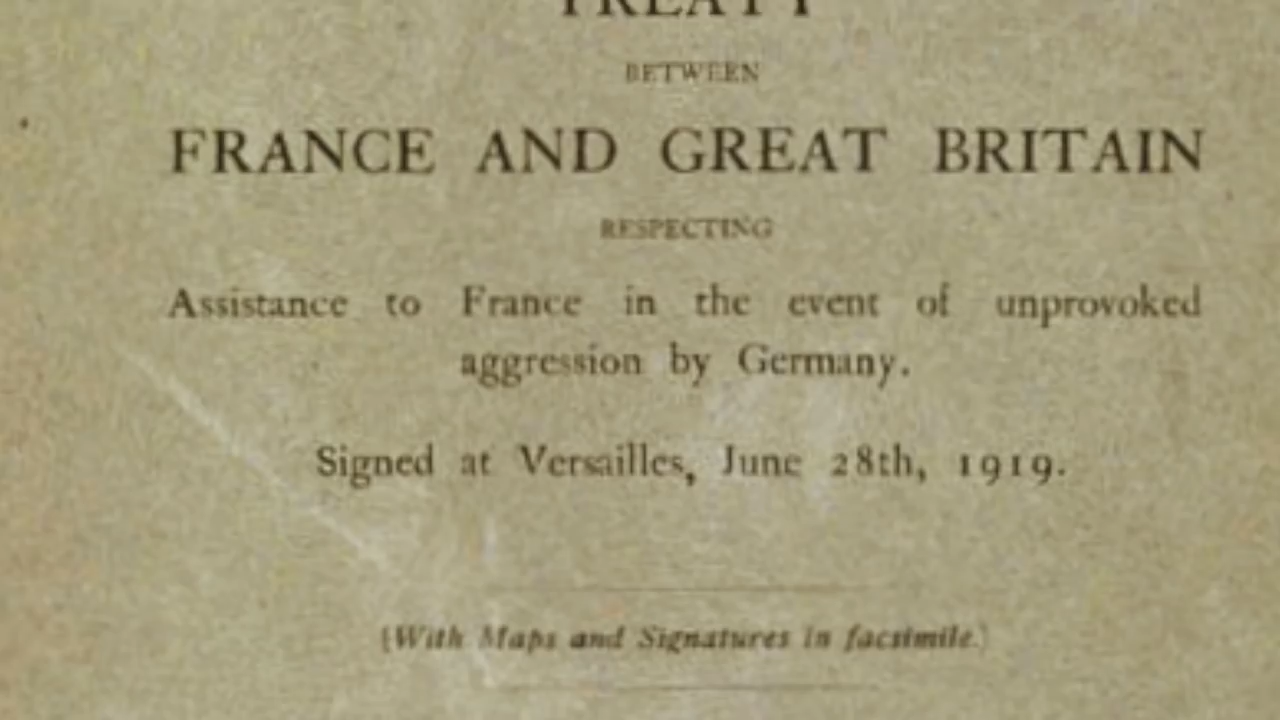 TREATY
BETWEEN
FRANCE AND GREAT BRITAIN
RESPECTING
Assistance to France in the event of unprovoked
aggression by Germany.
Signed at Versailles, June 28th, 1919.
(With Maps and Signatures in facsimile.)